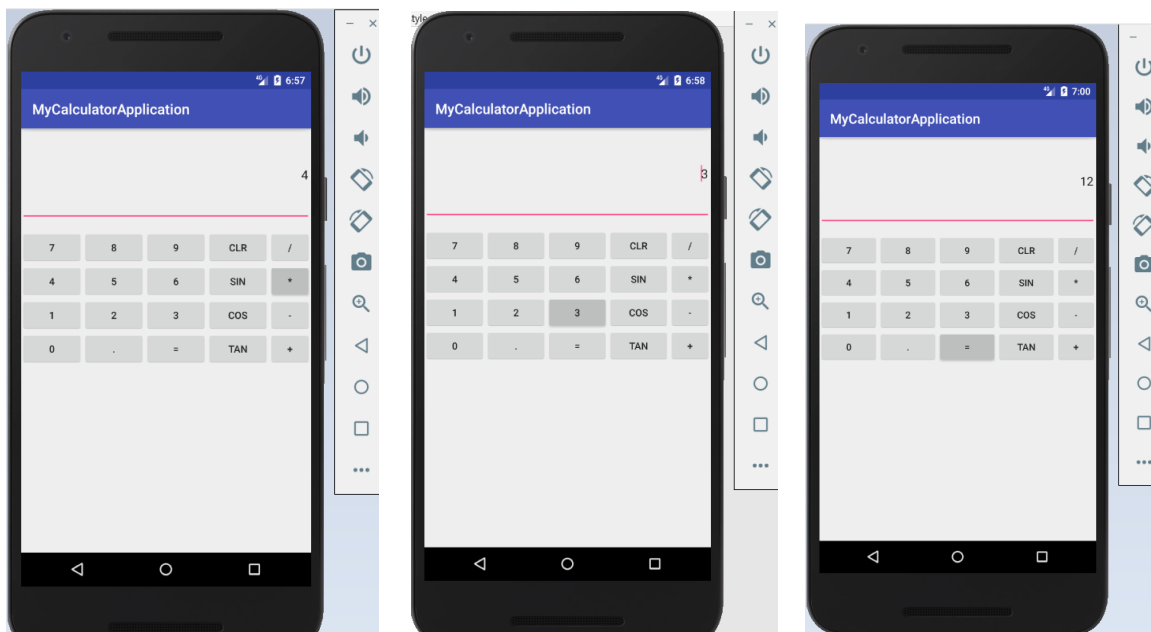 6:57
MyCalculatorApplication
4
7 8 9 CLR /
4 5 6 SIN *
1 2 3 COS -
0 . = TAN +
tyle
6:58
MyCalculatorApplication
3
7 8 9 CLR /
4 5 6 SIN *
1 2 3 COS -
0 . = TAN +
7:00
MyCalculatorApplication
12
7 8 9 CLR /
4 5 6 SIN *
1 2 3 COS -
0 . = TAN +